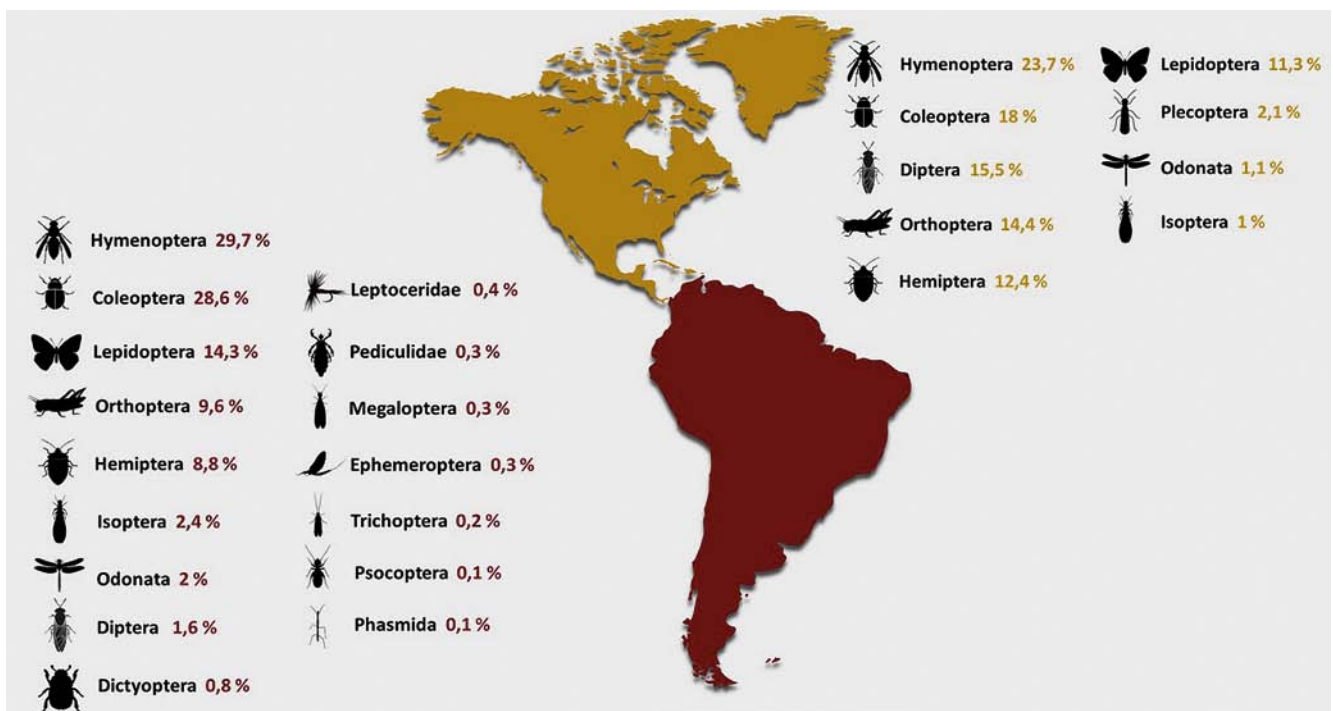 Hymenoptera 29,7 %
Coleoptera 28,6 %
Lepidoptera 14,3 %
Orthoptera 9,6 %
Hemiptera 8,8 %
Isoptera 2,4 %
Odonata 2 %
Diptera 1,6 %
Dictyoptera 0,8 %
Leptoceridae 0,4 %
Pediculidae 0,3 %
Megaloptera 0,3 %
Ephemeroptera 0,3 %
Trichoptera 0,2 %
Psocoptera 0,1 %
Phasmida 0,1 %
Hymenoptera 23,7 %
Coleoptera 18 %
Diptera 15,5 %
Orthoptera 14,4 %
Hemiptera 12,4 %
Lepidoptera 11,3 %
Plecoptera 2,1 %
Odonata 1,1 %
Isoptera 1 %